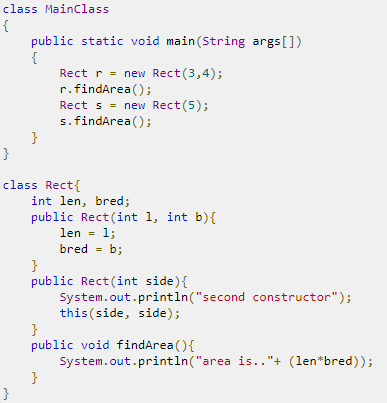 class MainClass
{
    public static void main(String args[])
    {
        Rect r = new Rect(3,4);
        r.findArea();
        Rect s = new Rect(5);
        s.findArea();
    }
}

class Rect{
    int len, bred;
    public Rect(int l, int b){
        len = l;
        bred = b;
    }
    public Rect(int side){
        System.out.println("second constructor");
        this(side, side);
    }
    public void findArea(){
        System.out.println("area is.."+ (len*bred));
    }
}